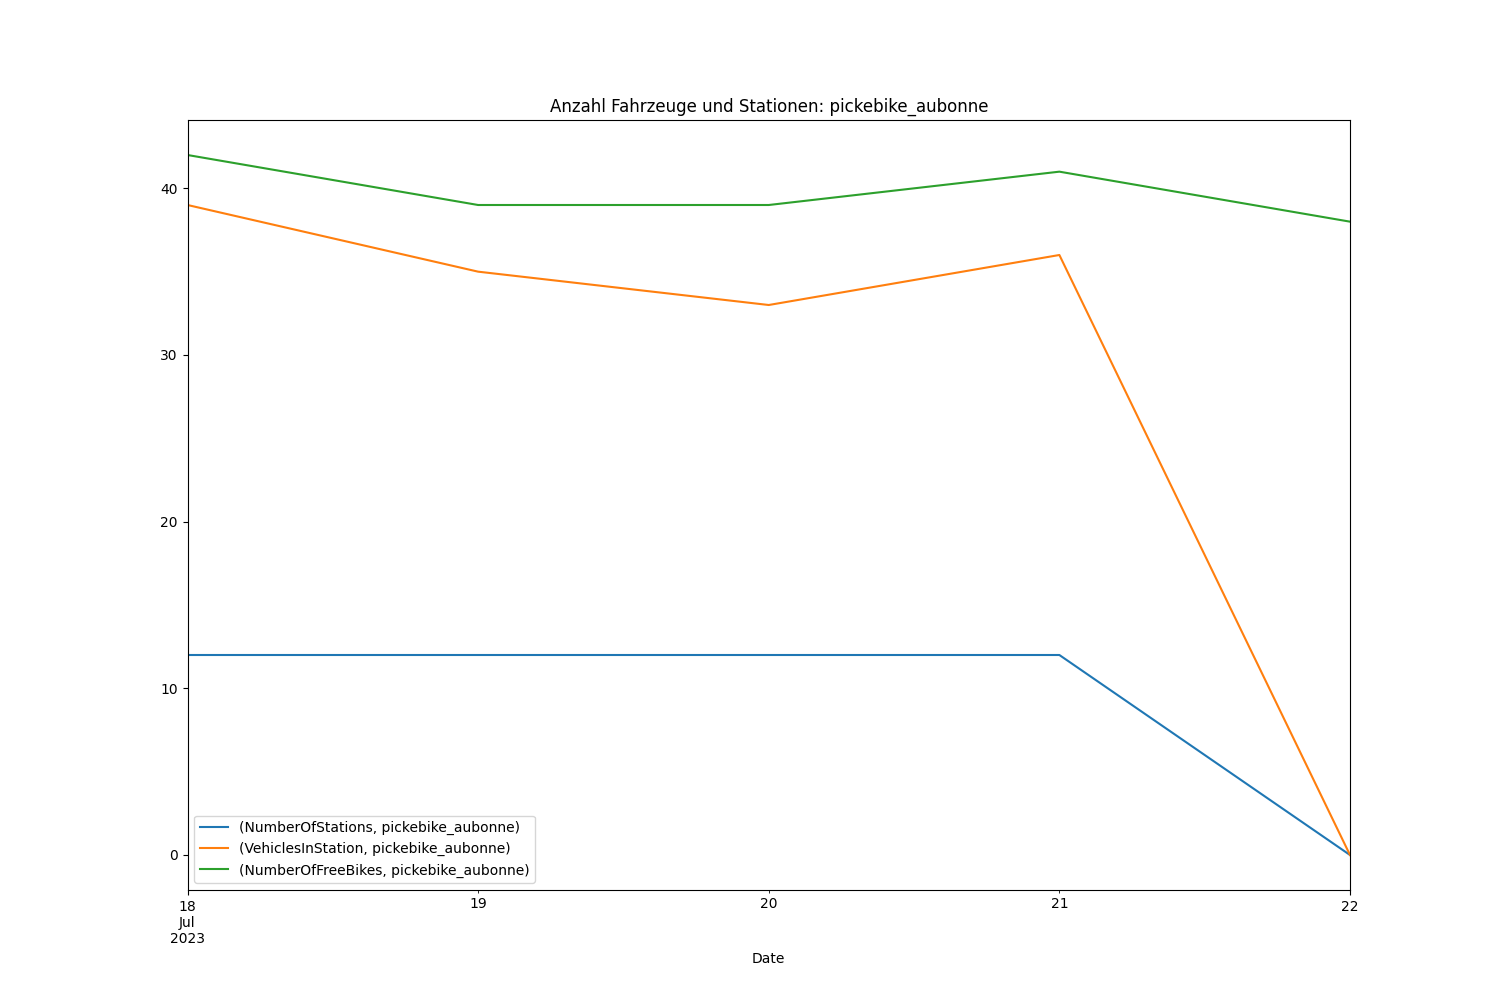 Anzahl Fahrzeuge und Stationen: pickebike_aubonne
40
30
20
10
0
(NumberOfStations, pickebike_aubonne)
(VehiclesInStation, pickebike_aubonne)
(NumberOfFreeBikes, pickebike_aubonne)
18 19 20 21 22
Jul
2023
Date